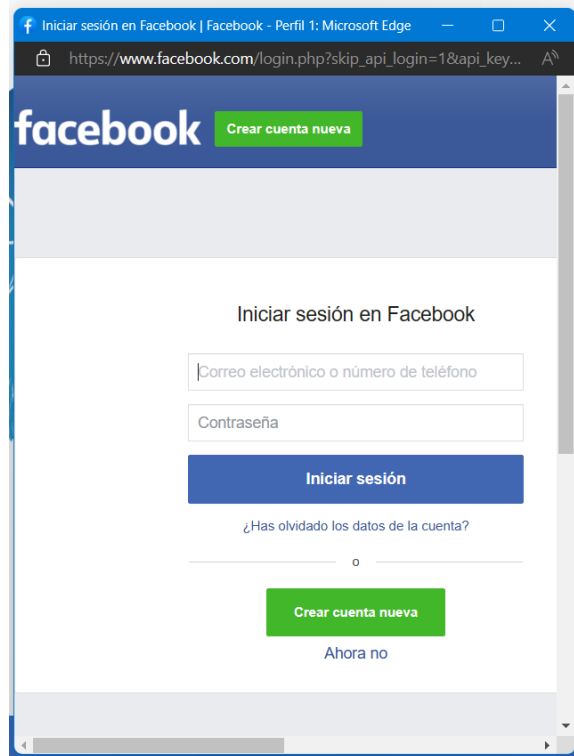 Iniciar sesión en Facebook | Facebook - Perfil 1: Microsoft Edge
https://www.facebook.com/login.php?skip_api_login=1&api_key...
facebook
Crear cuenta nueva
Iniciar sesión en Facebook
Correo electrónico o número de teléfono
Contraseña
Iniciar sesión
¿Has olvidado los datos de la cuenta?
o
Crear cuenta nueva
Ahora no